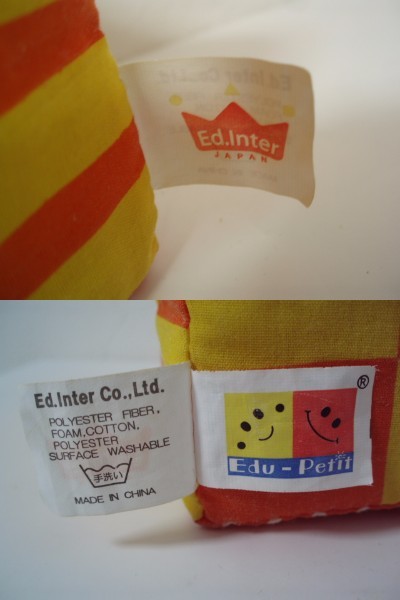 Ed.Inter
JAPAN
Ed.Inter Co.,Ltd.
POLYESTER FIBER,
FOAM,COTTON,
POLYESTER
SURFACE WASHABLE
手洗い
MADE IN CHINA
®
Edu-Petit